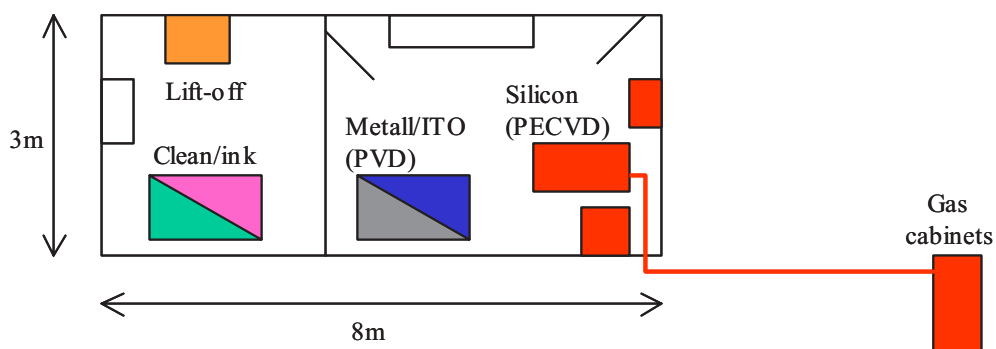 Lift-off
Silicon
(PECVD)
Metall/ITO
(PVD)
3m
Clean/ink
Gas
cabinets
8m